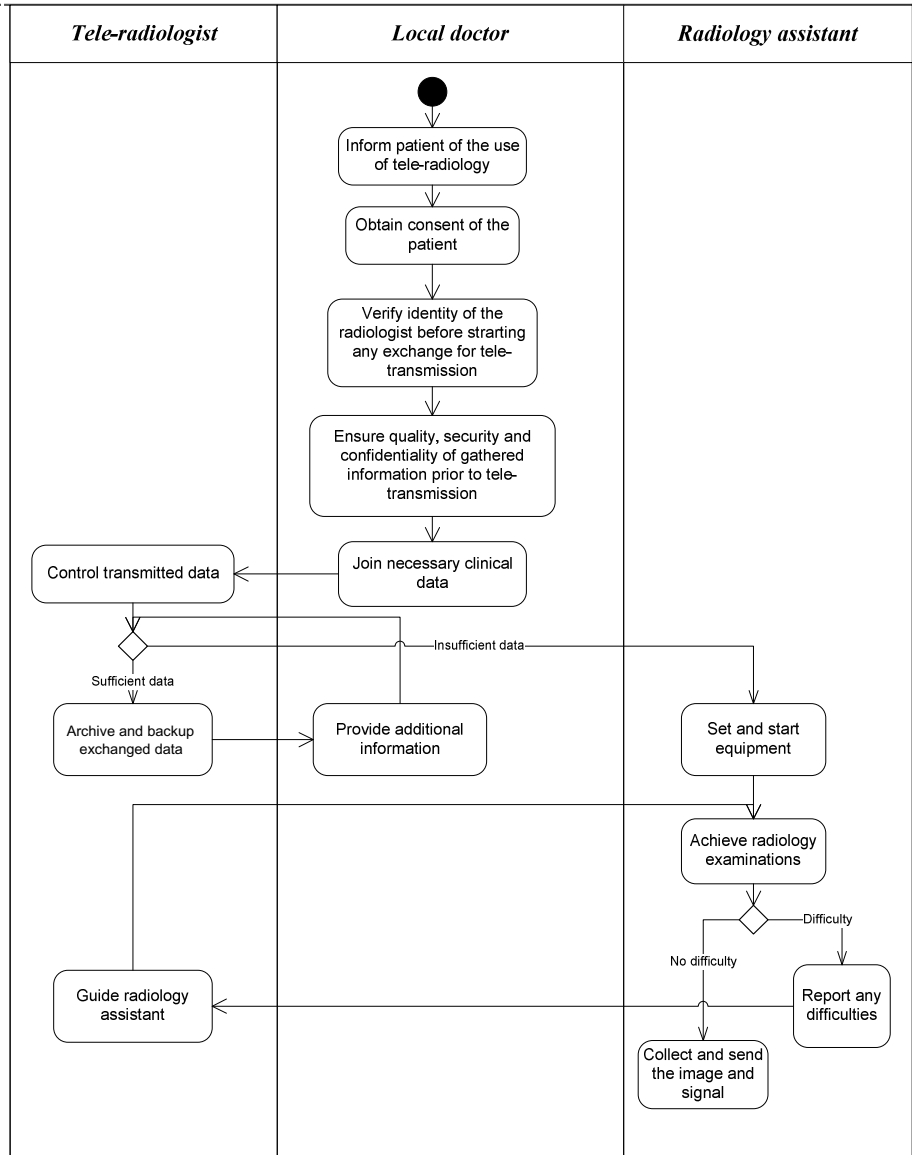 Tele-radiologist
Local doctor
Radiology assistant
Inform patient of the use
of tele-radiology
Obtain consent of the
patient
Verify identity of the
radiologist before strarting
any exchange for tele-
transmission
Ensure quality, security and
confidentiality of gathered
information prior to tele-
transmission
Join necessary clinical
data
Control transmitted data
Insufficient data
Sufficient data
Archive and backup
exchanged data
Provide additional
information
Set and start
equipment
Achieve radiology
examinations
Difficulty
No difficulty
Guide radiology
assistant
Report any
difficulties
Collect and send
the image and
signal